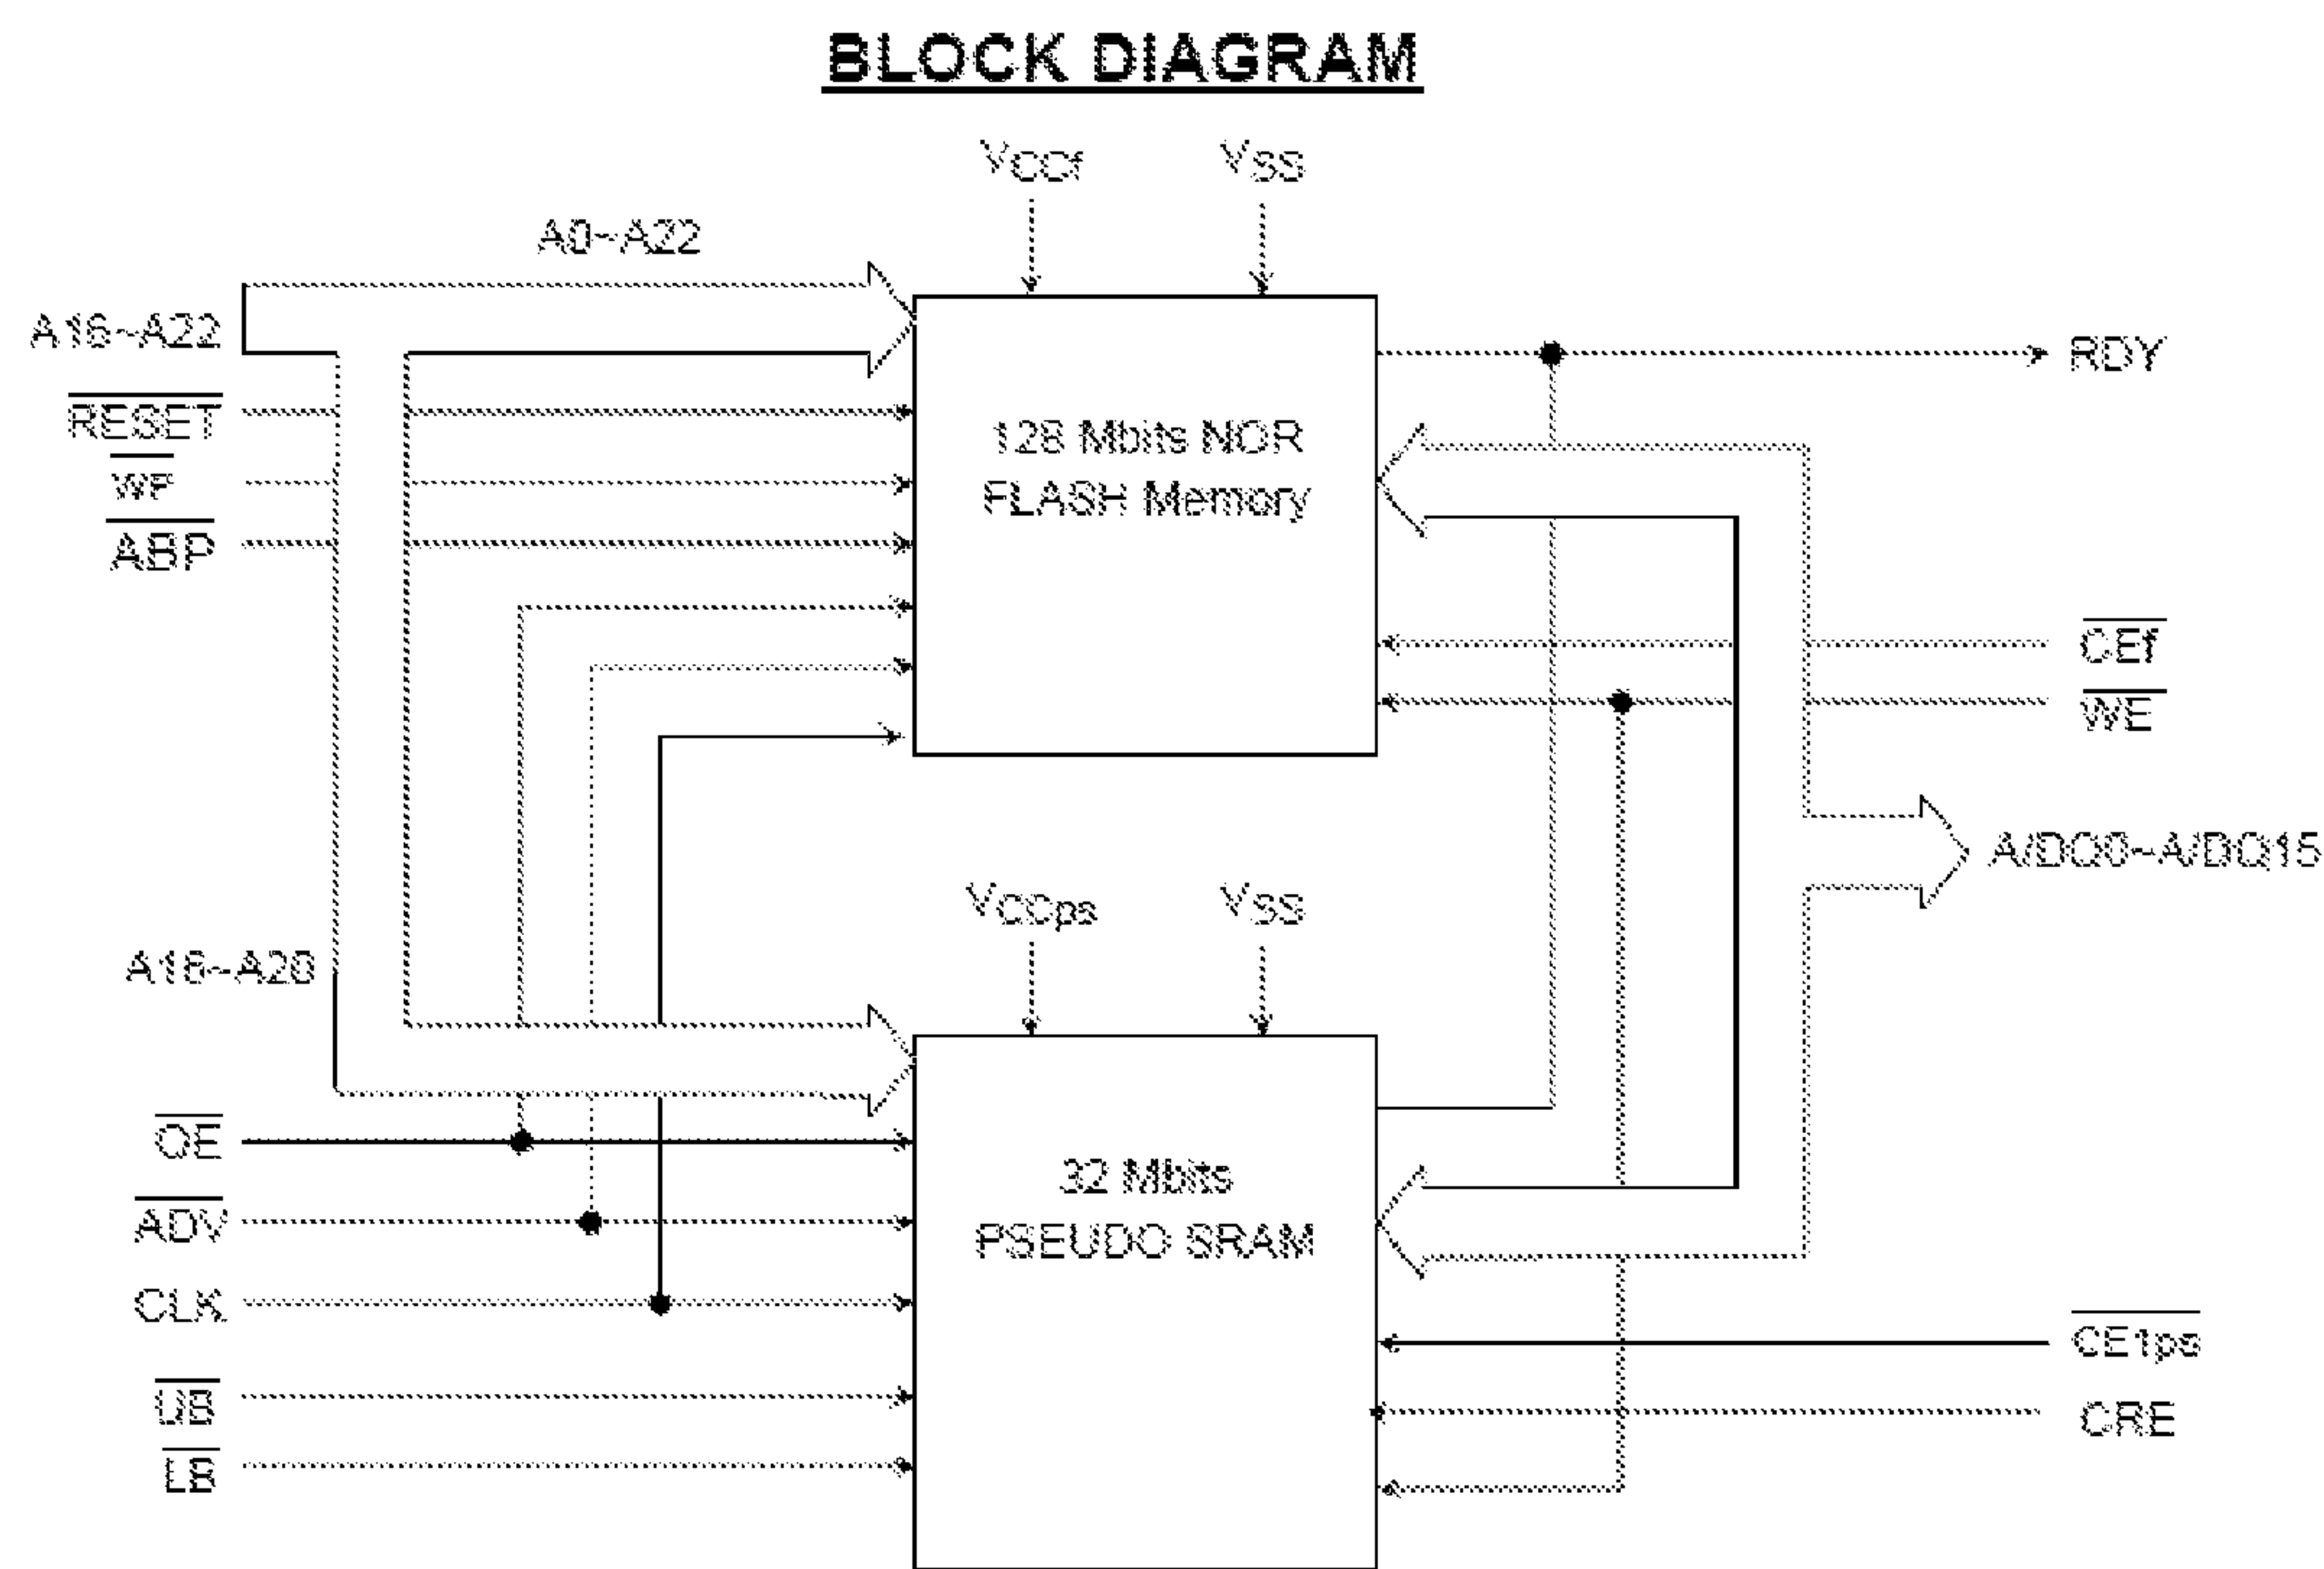 BLOCK DIAGRAM
VCCf
VSS
A0~A22
A16~A22
RDY
RESET
128 Mbits NOR
FLASH Memory
WP
ABP
CEf
WE
A/DQ0~A/DQ15
VCCps
VSS
A16~A20
OE
32 Mbits
PSEUDO SRAM
ADV
CLK
CE1ps
UB
CRE
LB